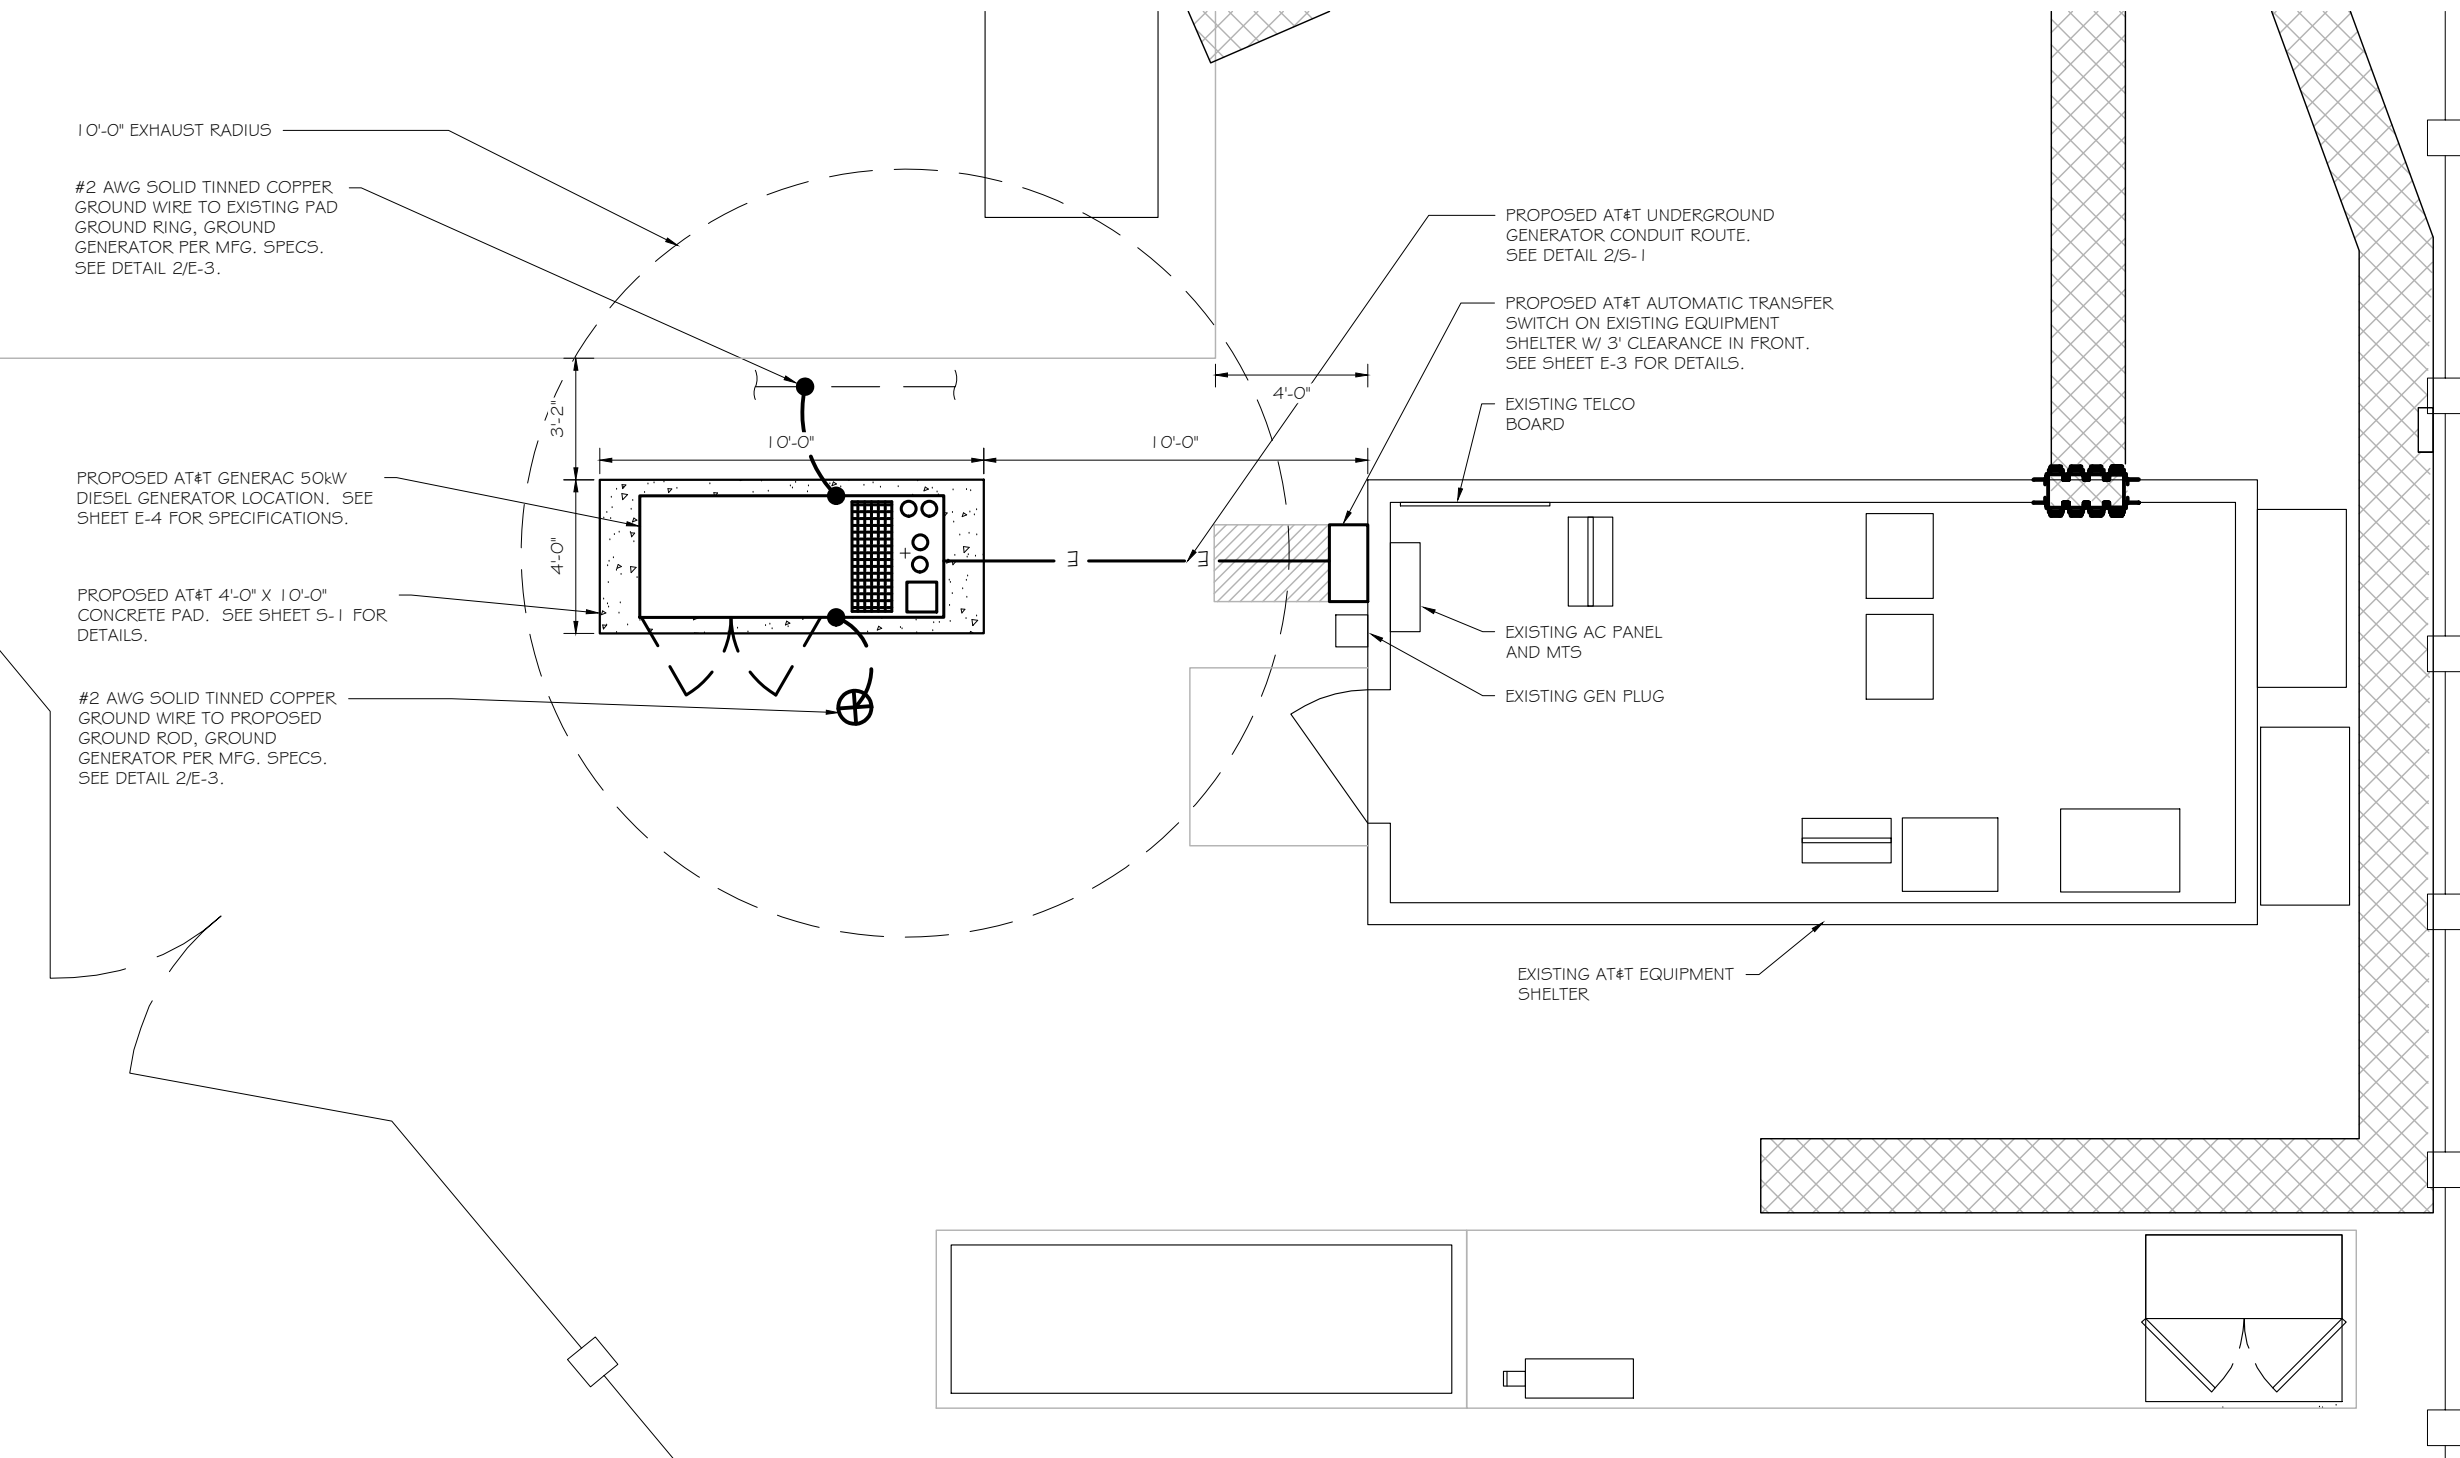 10'-0" EXHAUST RADIUS
#2 AWG SOLID TINNED COPPER
GROUND WIRE TO EXISTING PAD
GROUND RING, GROUND
GENERATOR PER MFG. SPECS.
SEE DETAIL 2/E-3.
PROPOSED AT&T GENERAC 50kW
DIESEL GENERATOR LOCATION. SEE
SHEET E-4 FOR SPECIFICATIONS.
PROPOSED AT&T 4'-0" X 10'-0"
CONCRETE PAD. SEE SHEET S-1 FOR
DETAILS.
#2 AWG SOLID TINNED COPPER
GROUND WIRE TO PROPOSED
GROUND ROD, GROUND
GENERATOR PER MFG. SPECS.
SEE DETAIL 2/E-3.
3'-2"
4'-0"
10'-0"
10'-0"
4'-0"
E
E
PROPOSED AT&T UNDERGROUND
GENERATOR CONDUIT ROUTE.
SEE DETAIL 2/S-1
PROPOSED AT&T AUTOMATIC TRANSFER
SWITCH ON EXISTING EQUIPMENT
SHELTER W/ 3' CLEARANCE IN FRONT.
SEE SHEET E-3 FOR DETAILS.
EXISTING TELCO
BOARD
EXISTING AC PANEL
AND MTS
EXISTING GEN PLUG
EXISTING AT&T EQUIPMENT
SHELTER